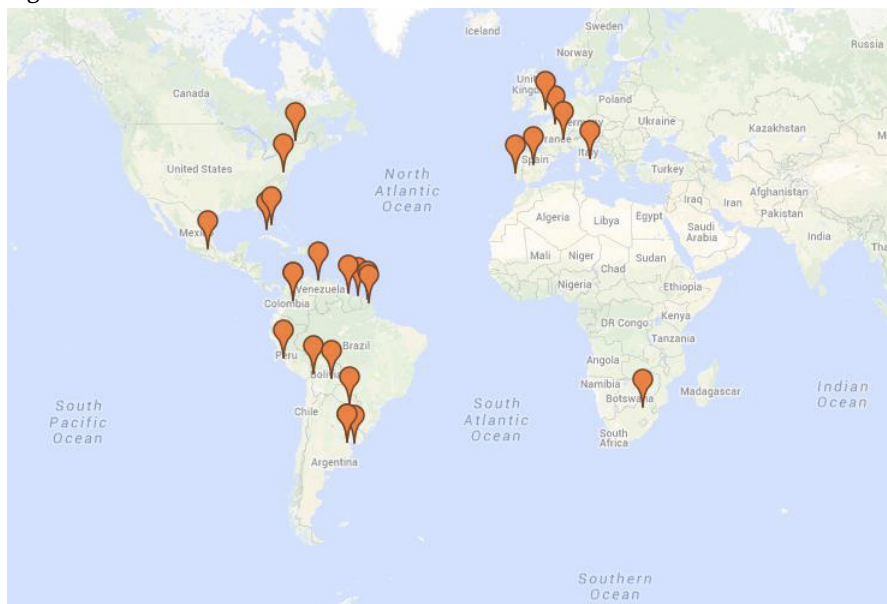 Iceland
Sweden
Norway
Russia
Canada
Poland
Ukraine
Kazakhstan
United States
North
Atlantic
Ocean
Spain
Italy
Turkey
Afghanistan
Iraq
Iran
Pakistan
Algeria
Libya
Egypt
Saudi
Arabia
India
Mali
Niger
Chad
Sudan
Nigeria
Ethiopia
Venezuela
Colombia
DR Congo
Kenya
Tanzania
Peru
Brazil
Angola
Namibia
Botswana
Madagascar
Chile
South
Pacific
Ocean
South
Atlantic
Ocean
Indian
Ocean
South
Africa
Argentina
Southern
Ocean